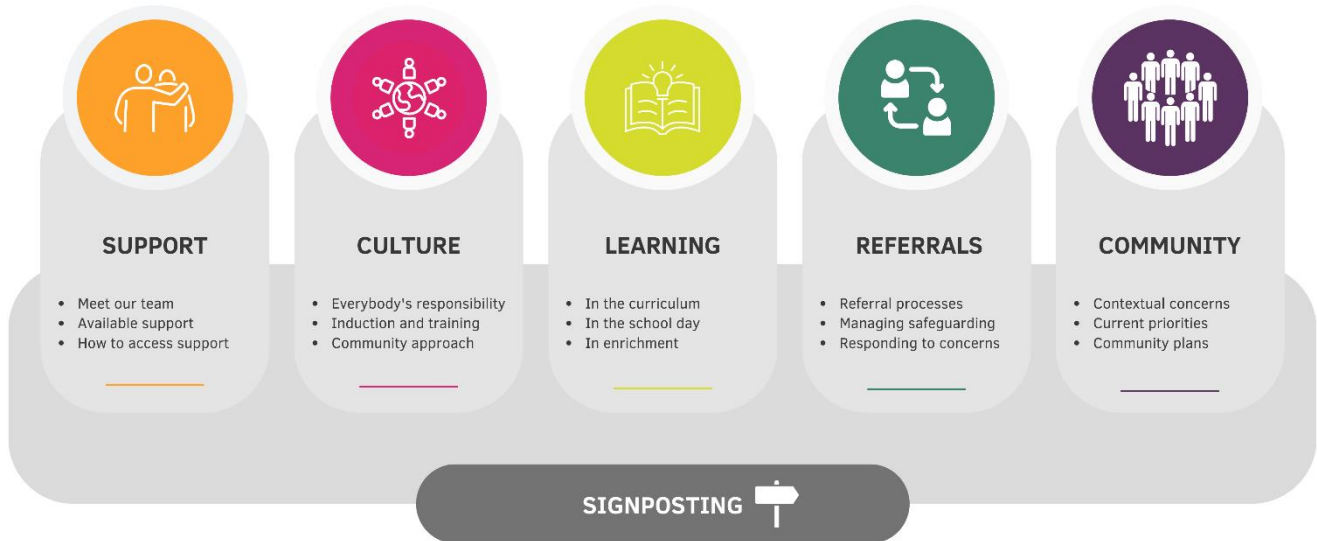 SUPPORT
• Meet our team
• Available support
• How to access support
CULTURE
• Everybody's responsibility
• Induction and training
• Community approach
LEARNING
• In the curriculum
• In the school day
• In enrichment
REFERRALS
• Referral processes
• Managing safeguarding
• Responding to concerns
COMMUNITY
• Contextual concerns
• Current priorities
• Community plans
SIGNPOSTING